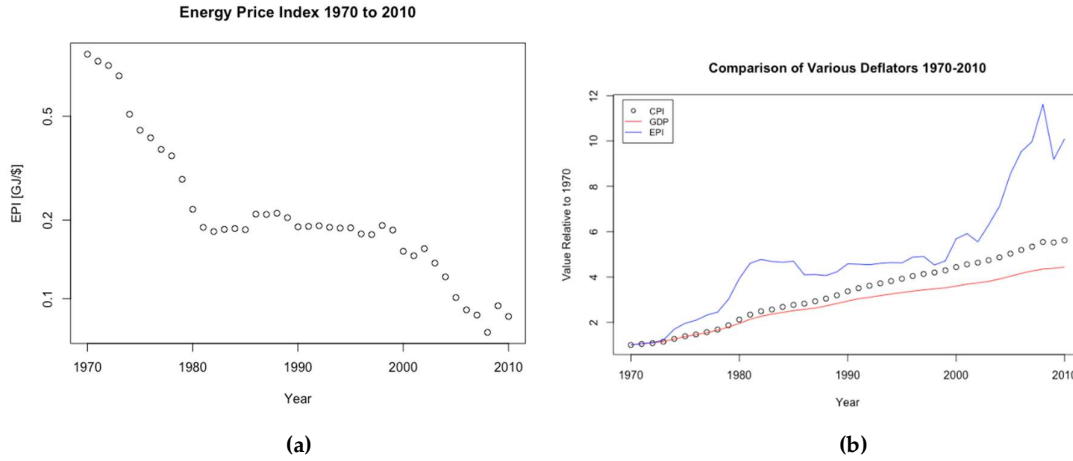 Energy Price Index 1970 to 2010
EPI [GJ/$]
0.5
0.2
0.1
1970 1980 1990 2000 2010
Year
(a)
Comparison of Various Deflators 1970-2010
Value Relative to 1970
12
10
8
6
4
2
CPI
GDP
EPI
1970 1980 1990 2000 2010
Year
(b)